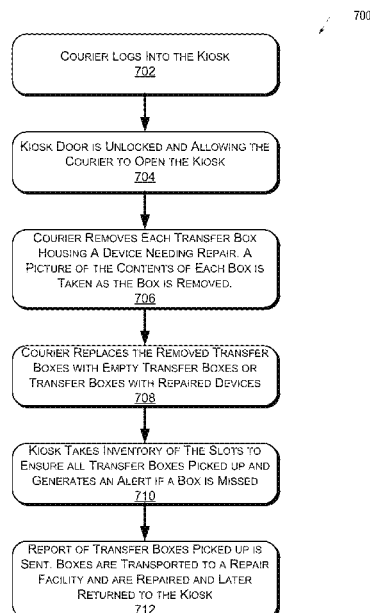 700
COURIER LOGS INTO THE KIOSK
702
KIOSK DOOR IS UNLOCKED AND ALLOWING THE
COURIER TO OPEN THE KIOSK
704
COURIER REMOVES EACH TRANSFER BOX
HOUSING A DEVICE NEEDING REPAIR. A
PICTURE OF THE CONTENTS OF EACH BOX IS
TAKEN AS THE BOX IS REMOVED.
706
COURIER REPLACES THE REMOVED TRANSFER
BOXES WITH EMPTY TRANSFER BOXES OR
TRANSFER BOXES WITH REPAIRED DEVICES
708
KIOSK TAKES INVENTORY OF THE SLOTS TO
ENSURE ALL TRANSFER BOXES PICKED UP AND
GENERATES AN ALERT IF A BOX IS MISSED
710
REPORT OF TRANSFER BOXES PICKED UP IS
SENT. BOXES ARE TRANSPORTED TO A REPAIR
FACILITY AND ARE REPAIRED AND LATER
RETURNED TO THE KIOSK
712